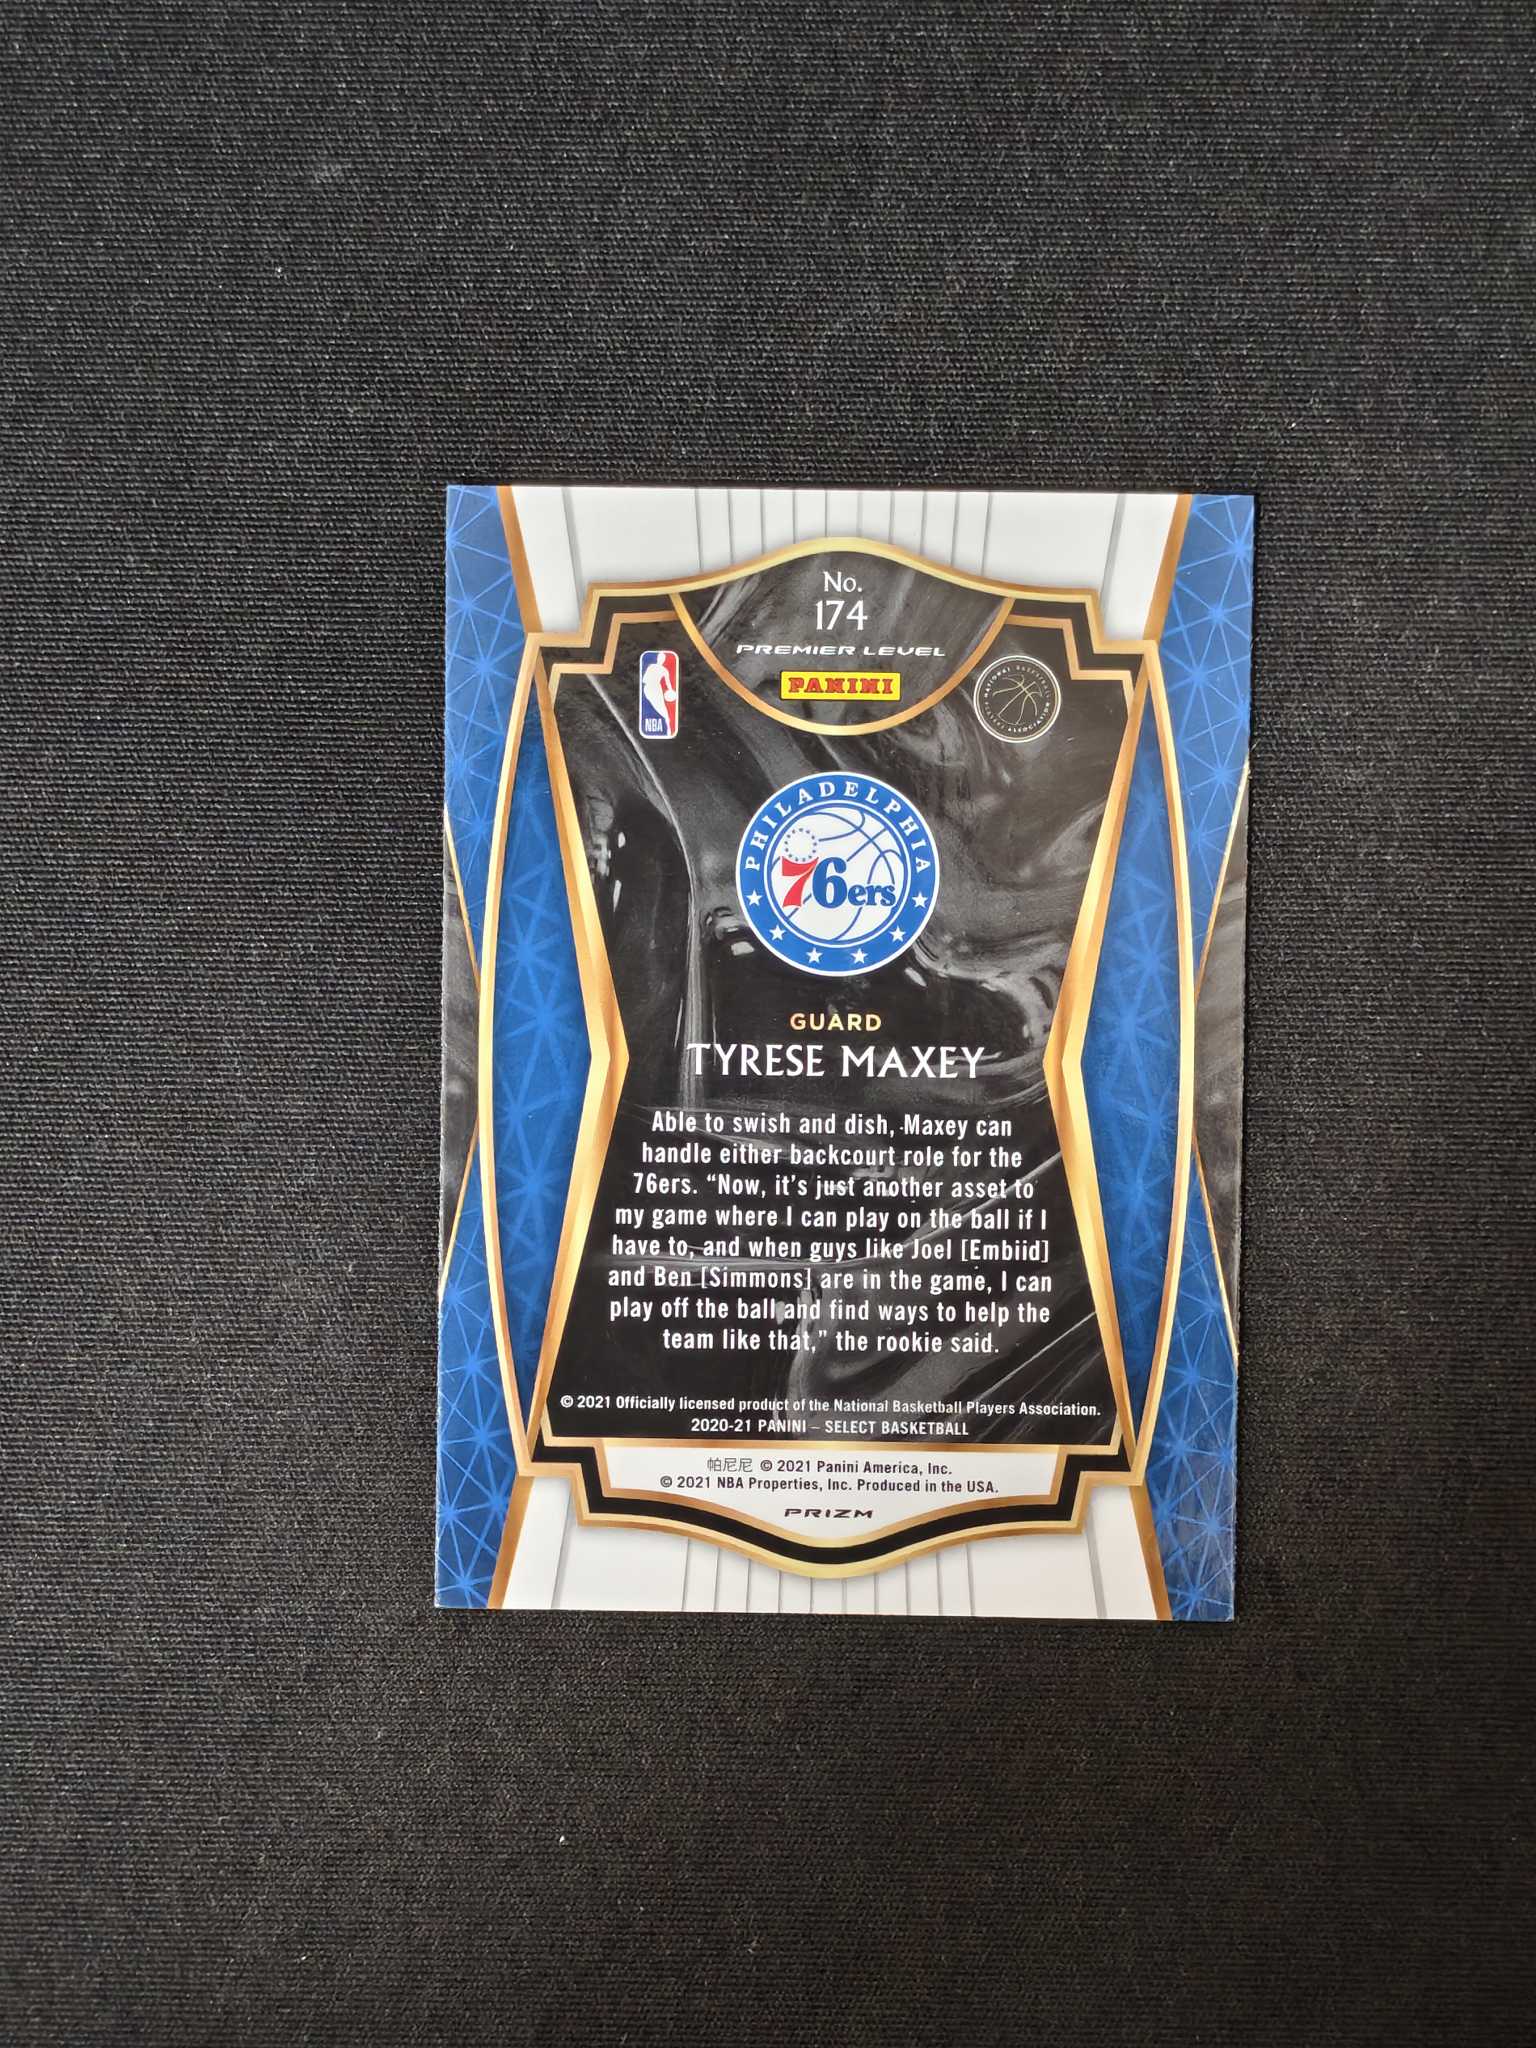 No.
174
PREMIER LEVEL
PANINI
NBA
NATIONAL BASKETBALL PLAYERS ASSOCIATION
PHILADELPHIA
76ers
GUARD
TYRESE MAXEY
Able to swish and dish, Maxey can
handle either backcourt role for the
76ers. “Now, it’s just another asset to
my game where I can play on the ball if I
have to, and when guys like Joel [Embiid]
and Ben [Simmons] are in the game, I can
play off the ball and find ways to help the
team like that,” the rookie said.
© 2021 Officially licensed product of the National Basketball Players Association.
2020-21 PANINI – SELECT BASKETBALL
帕尼尼 © 2021 Panini America, Inc.
© 2021 NBA Properties, Inc. Produced in the USA.
PRIZM